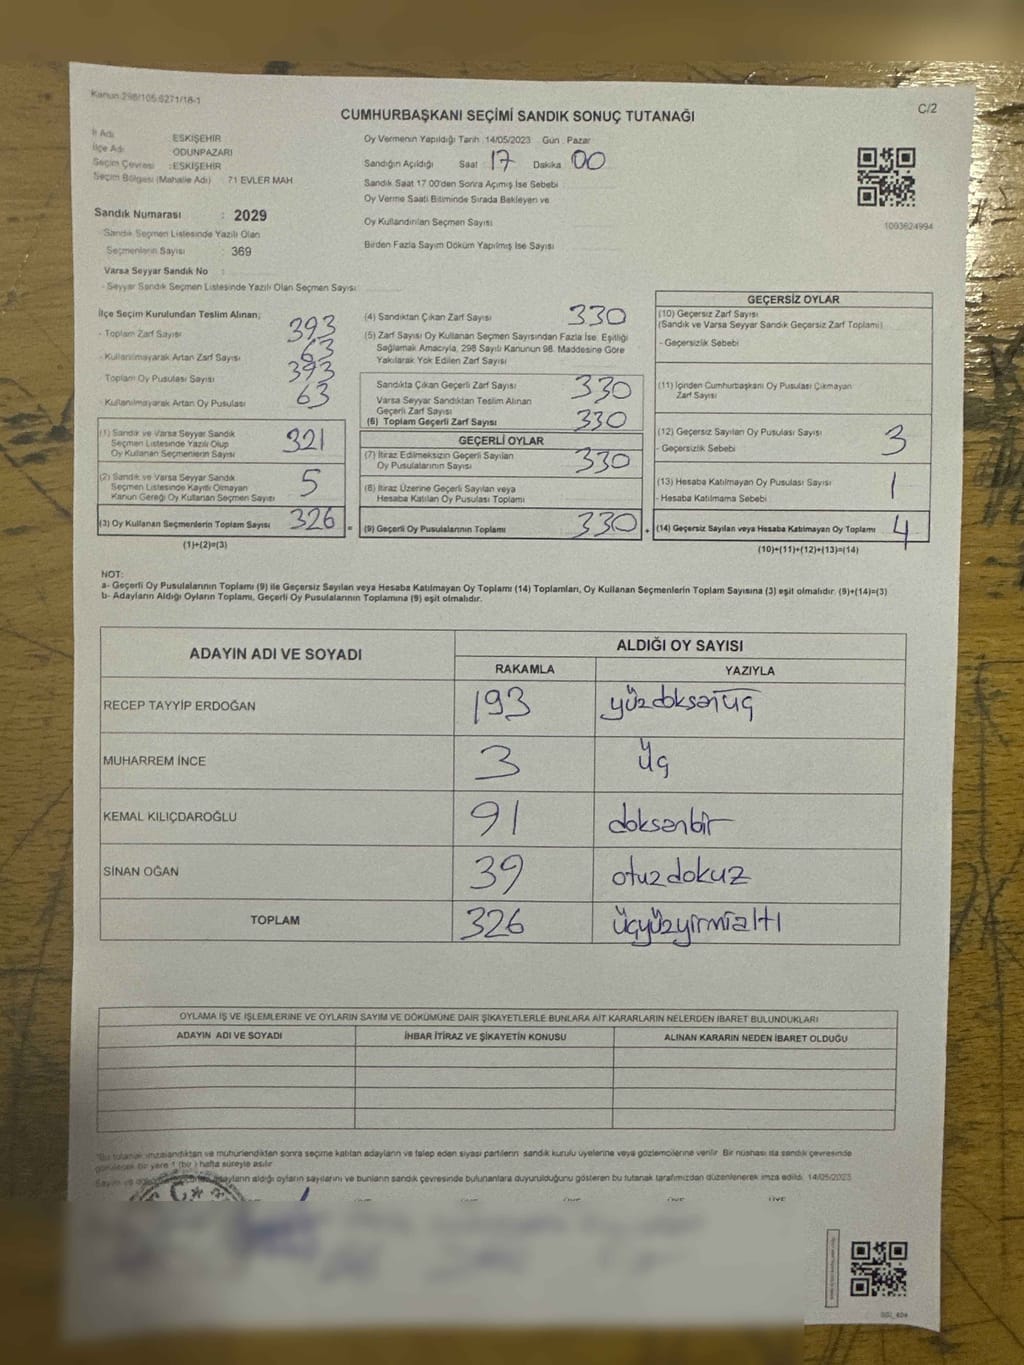 Kanun 298/105.6271/18-1
C/2
CUMHURBAŞKANI SEÇİMİ SANDIK SONUÇ TUTANAĞI
İl Adı ESKİŞEHİR
İlçe Adı : ODUNPAZARI
Seçim Çevresi : ESKİŞEHİR
Seçim Bölgesi (Mahalle Adı) : 71 EVLER MAH
Oy Vermenin Yapıldığı Tarih 14/05/2023 Gün Pazar
Sandığın Açıldığı Saat 17 Dakika 00
Sandık Saat 17.00'den Sonra Açımış İse Sebebi
Oy Verme Saati Bitiminde Sırada Bekleyen ve
Oy Kullandırılan Seçmen Sayısı
Birden Fazla Sayım Döküm Yapılmış İse Sayısı
1093624994
Sandık Numarası : 2029
Sandık Seçmen Listesinde Yazılı Olan
Seçmenlerin Sayısı : 369
Varsa Seyyar Sandık No :
- Seyyar Sandık Seçmen Listesinde Yazılı Olan Seçmen Sayısı
İlçe Seçim Kurulundan Teslim Alınan;
- Toplam Zarf Sayısı 393
- Kullanılmayarak Artan Zarf Sayısı 63
- Toplam Oy Pusulası Sayısı 393
- Kullanılmayarak Artan Oy Pusulası 63
(1) Sandık ve Varsa Seyyar Sandık
Seçmen Listesinde Yazılı Olup
Oy Kullanan Seçmenlerin Sayısı 321
(2) Sandık ve Varsa Seyyar Sandık
Seçmen Listesinde Kayıtlı Olmayan
Kanun Gereği Oy Kullanan Seçmen Sayısı 5
(3) Oy Kullanan Seçmenlerin Toplam Sayısı 326 =
(1)+(2)=(3)
(4) Sandıktan Çıkan Zarf Sayısı 330
(5) Zarf Sayısı Oy Kullanan Seçmen Sayısından Fazla İse, Eşitliği
Sağlamak Amacıyla, 298 Sayılı Kanunun 98. Maddesine Göre
Yakılarak Yok Edilen Zarf Sayısı
Sandıkta Çıkan Geçerli Zarf Sayısı 330
Varsa Seyyar Sandıktan Teslim Alınan
Geçerli Zarf Sayısı
(6) Toplam Geçerli Zarf Sayısı 330
GEÇERLİ OYLAR
(7) İtiraz Edilmeksizin Geçerli Sayılan
Oy Pusulalarının Sayısı 330
(8) İtiraz Üzerine Geçerli Sayılan veya
Hesaba Katılan Oy Pusulası Toplamı
(9) Geçerli Oy Pusulalarının Toplamı 330 +
GEÇERSİZ OYLAR
(10) Geçersiz Zarf Sayısı
(Sandık ve Varsa Seyyar Sandık Geçersiz Zarf Toplamı)
- Geçersizlik Sebebi
(11) İçinden Cumhurbaşkanı Oy Pusulası Çıkmayan
Zarf Sayısı
(12) Geçersiz Sayılan Oy Pusulası Sayısı 3
- Geçersizlik Sebebi
(13) Hesaba Katılmayan Oy Pusulası Sayısı 1
- Hesaba Katılmama Sebebi
(14) Geçersiz Sayılan veya Hesaba Katılmayan Oy Toplamı 4
(10)+(11)+(12)+(13)=(14)
NOT:
a- Geçerli Oy Pusulalarının Toplamı (9) ile Geçersiz Sayılan veya Hesaba Katılmayan Oy Toplamı (14) Toplamları, Oy Kullanan Seçmenlerin Toplam Sayısına (3) eşit olmalıdır. (9)+(14)=(3)
b- Adayların Aldığı Oyların Toplamı, Geçerli Oy Pusulalarının Toplamına (9) eşit olmalıdır.
ADAYIN ADI VE SOYADI
ALDIĞI OY SAYISI
RAKAMLA YAZIYLA
RECEP TAYYİP ERDOĞAN 193 yüzdoksanüç
MUHARREM İNCE 3 üç
KEMAL KILIÇDAROĞLU 91 doksanbir
SİNAN OĞAN 39 otuzdokuz
TOPLAM 326 üçyüzyirmialtı
OYLAMA İŞ VE İŞLEMLERİNE VE OYLARIN SAYIM VE DÖKÜMÜNE DAİR ŞİKAYETLERLE BUNLARA AİT KARARLARIN NELERDEN İBARET BULUNDUKLARI
ADAYIN ADI VE SOYADI İHBAR İTİRAZ VE ŞİKAYETİN KONUSU ALINAN KARARIN NEDEN İBARET OLDUĞU
*Bu tutanak, imzalandıktan ve mühürlendikten sonra seçime katılan adayların ve talep eden siyasi partilerin sandık kurulu üyelerine veya gözlemcilerine verilir. Bir nüshası da sandık çevresinde
görülecek bir yere 1 (bir) hafta süreyle asılır.
Sayım ve adayların aldığı oyların sayılarını ve bunların sandık çevresinde bulunanlara duyurulduğunu gösteren bu tutanak tarafımızdan düzenlenerek imza edildi. 14/05/2023